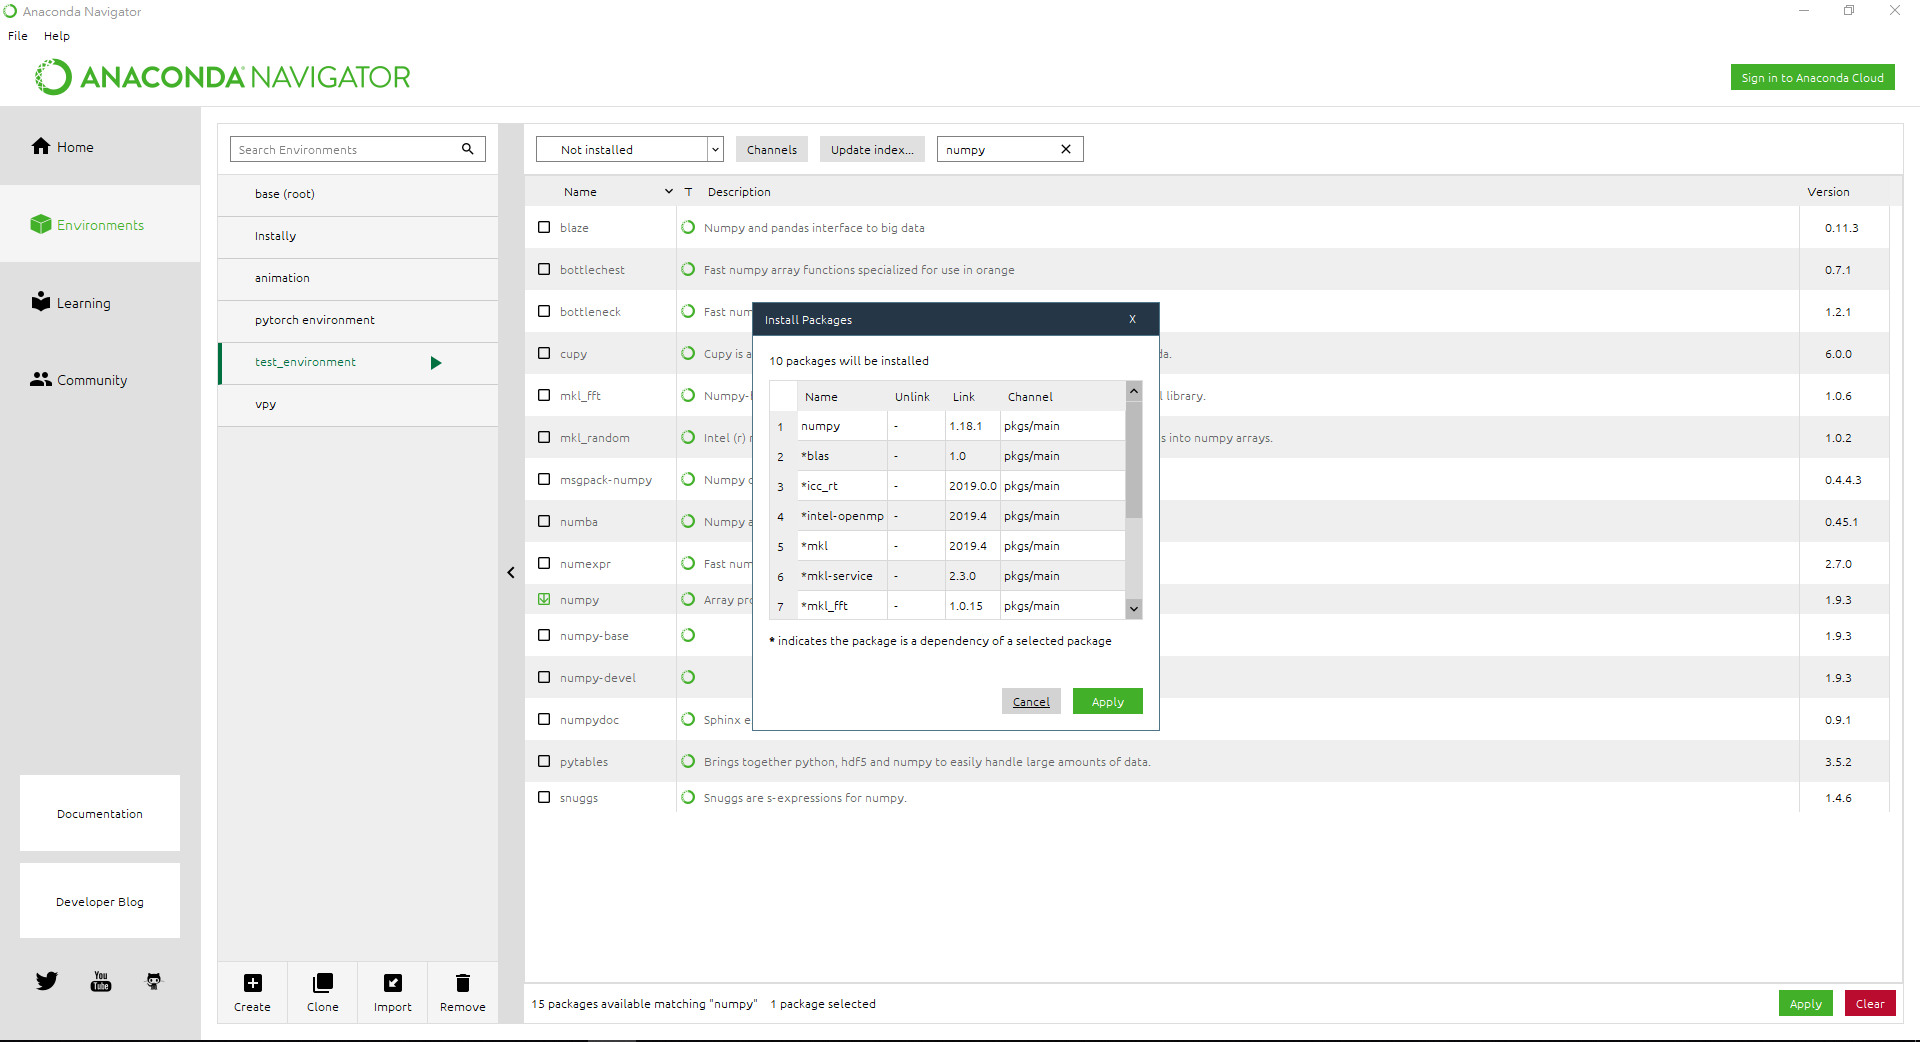 Anaconda Navigator
File Help
ANACONDA NAVIGATOR
Sign in to Anaconda Cloud
Home
Environments
Learning
Community
Documentation
Developer Blog
You Tube
Search Environments
base (root)
Instally
animation
pytorch environment
test_environment
vpy
Create Clone Import Remove
Not installed Channels Update index... numpy
Name T Description Version
blaze Numpy and pandas interface to big data 0.11.3
bottlechest Fast numpy array functions specialized for use in orange 0.7.1
bottleneck Fast num 1.2.1
cupy Cupy is a da. 6.0.0
mkl_fft Numpy- l library. 1.0.6
mkl_random Intel (r) s into numpy arrays. 1.0.2
msgpack-numpy Numpy 0.4.4.3
numba Numpy a 0.45.1
numexpr Fast num 2.7.0
numpy Array pro 1.9.3
numpy-base 1.9.3
numpy-devel 1.9.3
numpydoc Sphinx e 0.9.1
pytables Brings together python, hdf5 and numpy to easily handle large amounts of data. 3.5.2
snuggs Snuggs are s-expressions for numpy. 1.4.6
Install Packages X
10 packages will be installed
Name Unlink Link Channel
1 numpy - 1.18.1 pkgs/main
2 *blas - 1.0 pkgs/main
3 *icc_rt - 2019.0.0 pkgs/main
4 *intel-openmp - 2019.4 pkgs/main
5 *mkl - 2019.4 pkgs/main
6 *mkl-service - 2.3.0 pkgs/main
7 *mkl_fft - 1.0.15 pkgs/main
* indicates the package is a dependency of a selected package
Cancel Apply
15 packages available matching "numpy" 1 package selected
Apply Clear